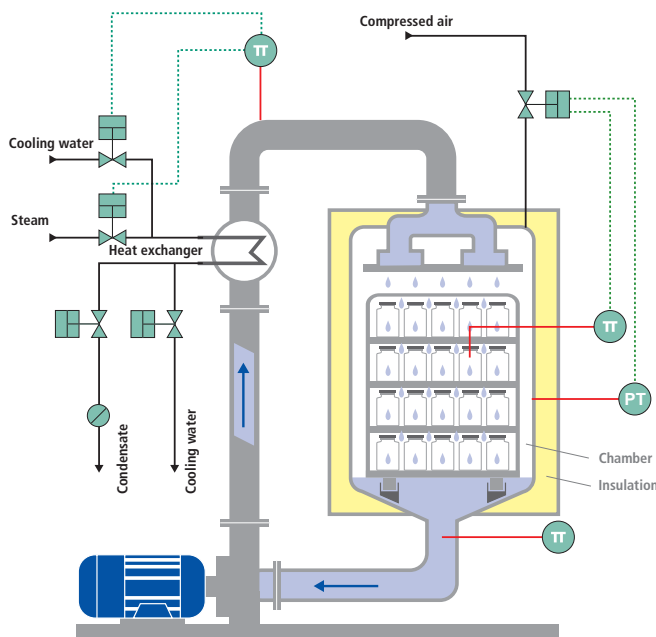 Compressed air
TT
Cooling water
Steam
Heat exchanger
TT
PT
Condensate
Cooling water
Chamber
Insulation
TT